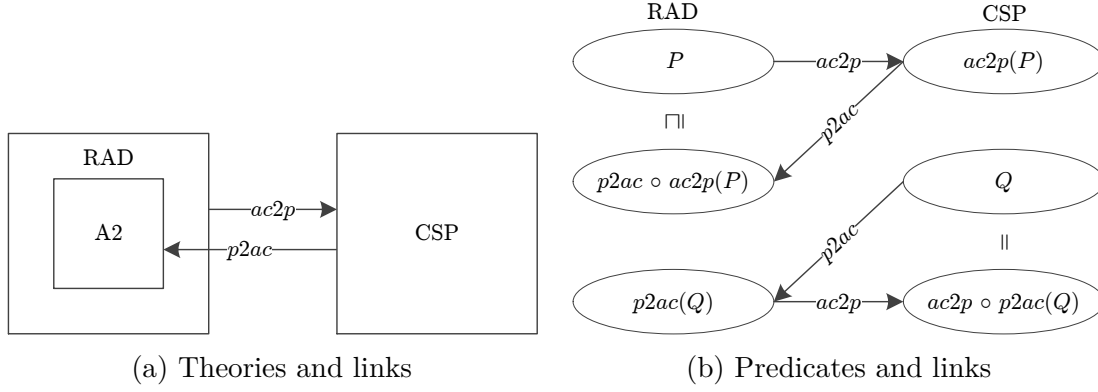 RAD
A2
ac2p
p2ac
CSP
(a) Theories and links
RAD
CSP
P
ac2p
ac2p(P)
⊓॥
p2ac
p2ac ∘ ac2p(P)
Q
p2ac
=
p2ac(Q)
ac2p
ac2p ∘ p2ac(Q)
(b) Predicates and links